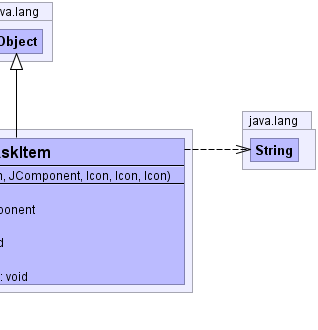 va.lang
Object
java.lang
String
skItem
, JComponent, Icon, Icon, Icon)
ponent
d
: void